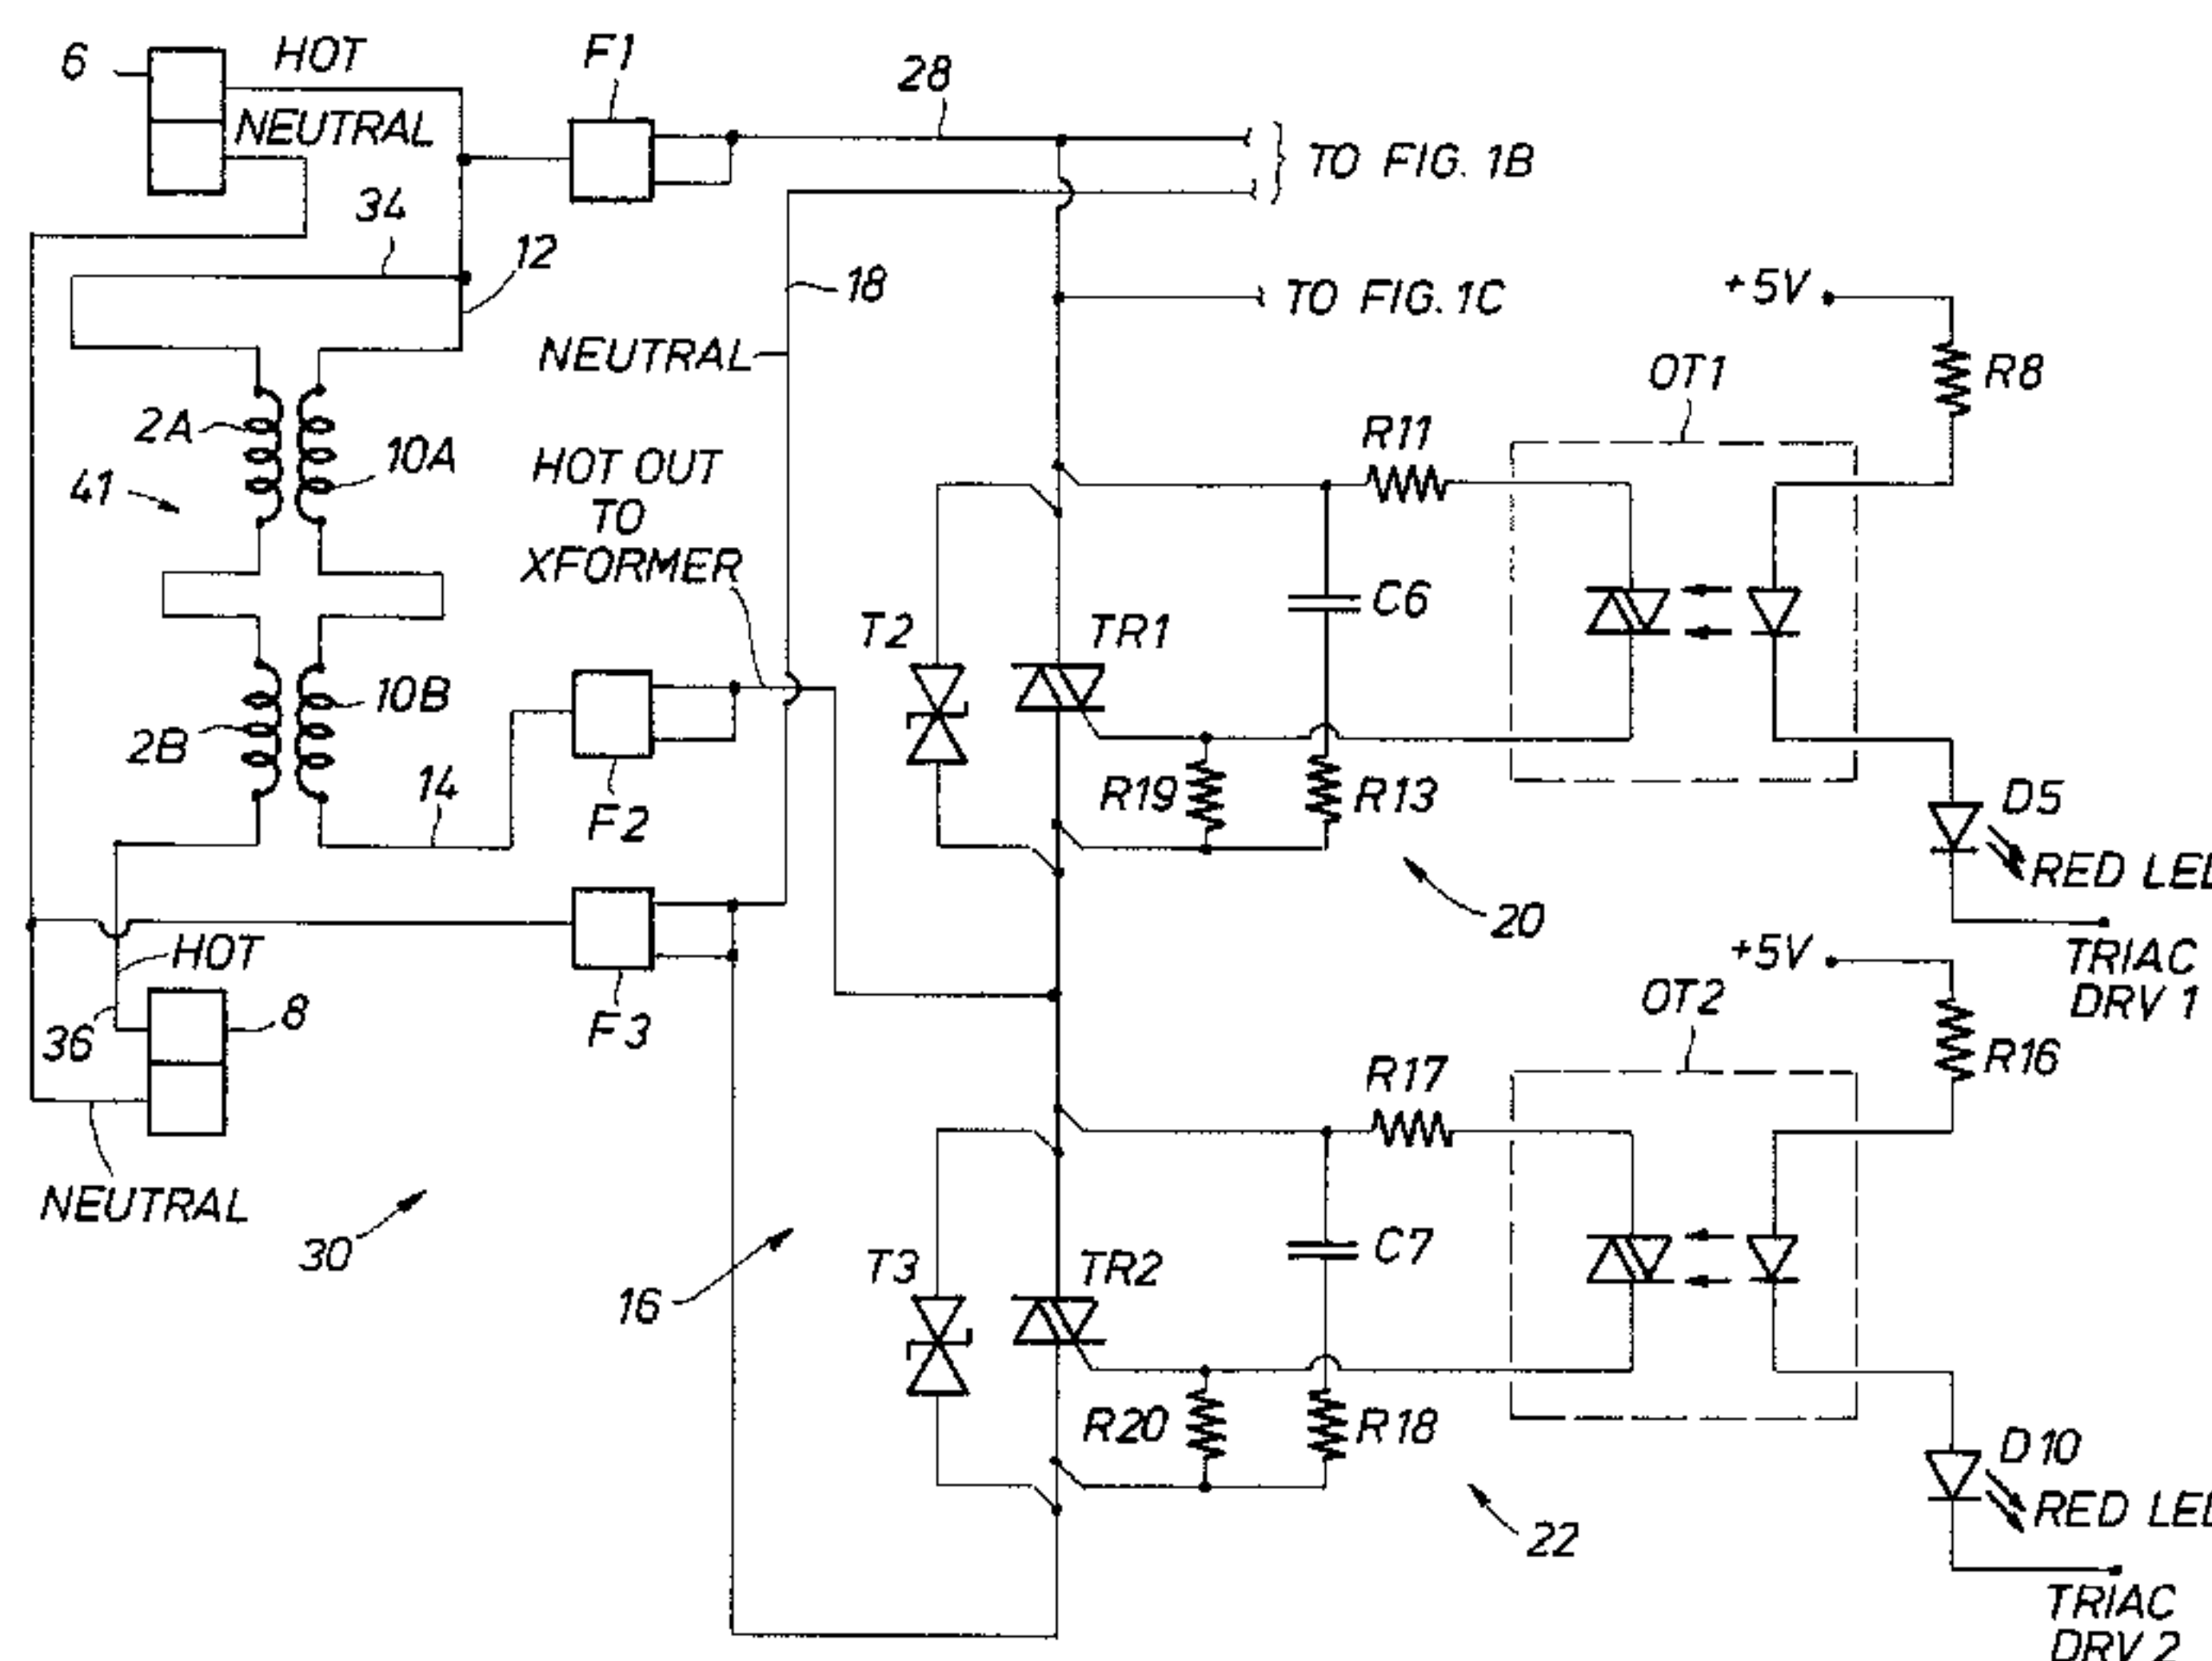 6
HOT
NEUTRAL
F1
28
TO FIG. 1B
34
12
18
TO FIG. 1C
+5V
NEUTRAL
OT1
R8
2A
10A
41
HOT OUT
TO
XFORMER
R11
C6
T2
TR1
10B
2B
14
F2
R19
R13
D5
RED LED
20
HOT
TRIAC
DRV 1
+5V
36
8
F3
OT2
R16
R17
NEUTRAL
30
16
T3
TR2
C7
R20
R18
D10
RED LED
22
TRIAC
DRV 2